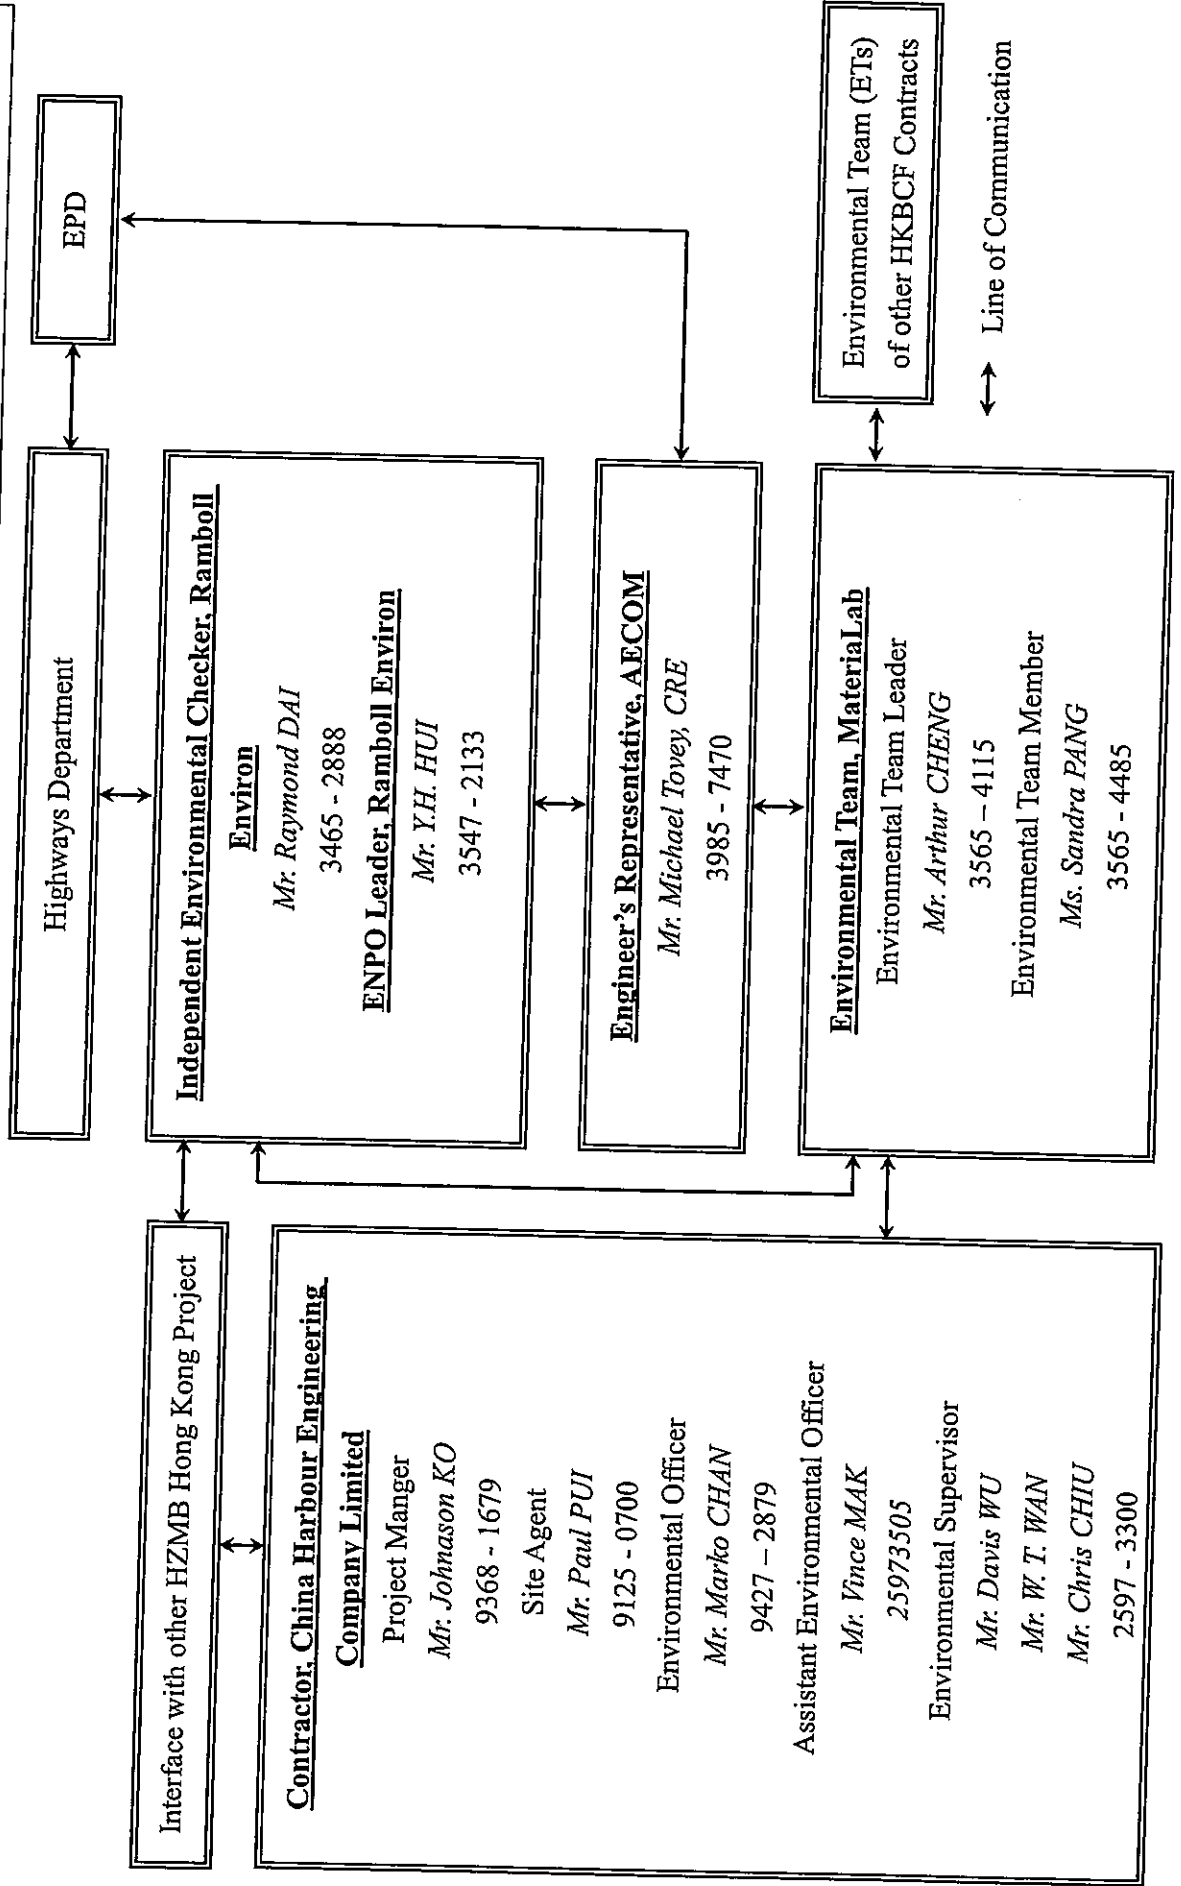 Highways Department
EPD
Interface with other HZMB Hong Kong Project
Independent Environmental Checker, Ramboll
Environ
Mr. Raymond DAI
3465 - 2888
ENPO Leader, Ramboll Environ
Mr. Y.H. HUI
3547 - 2133
Contractor, China Harbour Engineering
Company Limited
Project Manger
Mr. Johnason KO
9368 - 1679
Site Agent
Mr. Paul PUI
9125 - 0700
Environmental Officer
Mr. Marko CHAN
9427 – 2879
Assistant Environmental Officer
Mr. Vince MAK
25973505
Environmental Supervisor
Mr. Davis WU
Mr. W. T. WAN
Mr. Chris CHIU
2597 - 3300
Engineer's Representative, AECOM
Mr. Michael Tovey, CRE
3985 - 7470
Environmental Team, MateriaLab
Environmental Team Leader
Mr. Arthur CHENG
3565 – 4115
Environmental Team Member
Ms. Sandra PANG
3565 - 4485
Environmental Team (ETs)
of other HKBCF Contracts
Line of Communication